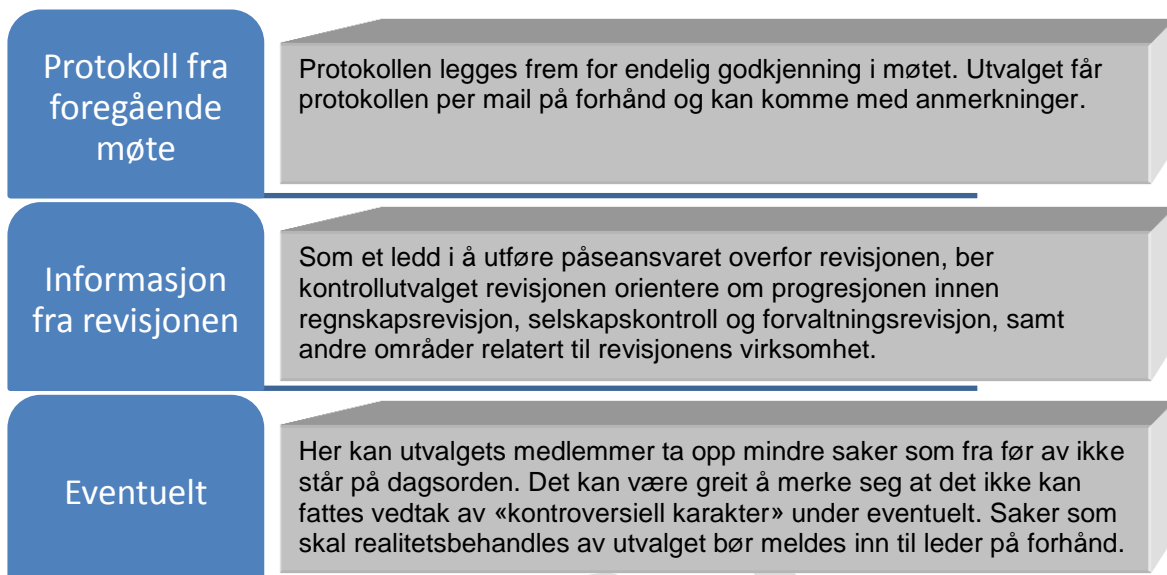 Protokoll fra
foregående
møte
Protokollen legges frem for endelig godkjenning i møtet. Utvalget får
protokollen per mail på forhånd og kan komme med anmerkninger.
Informasjon
fra revisjonen
Som et ledd i å utføre påseansvaret overfor revisjonen, ber
kontrollutvalget revisjonen orientere om progresjonen innen
regnskapsrevisjon, selskapskontroll og forvaltningsrevisjon, samt
andre områder relatert til revisjonens virksomhet.
Eventuelt
Her kan utvalgets medlemmer ta opp mindre saker som fra før av ikke
står på dagsorden. Det kan være greit å merke seg at det ikke kan
fattes vedtak av «kontroversiell karakter» under eventuelt. Saker som
skal realitetsbehandles av utvalget bør meldes inn til leder på forhånd.